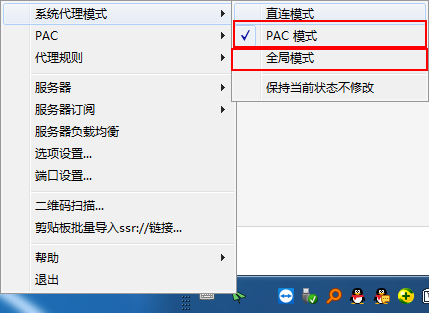 系统代理模式
PAC
代理规则
服务器
服务器订阅
服务器负载均衡
选项设置...
端口设置...
二维码扫描...
剪贴板批量导入ssr://链接...
帮助
退出
直连模式
PAC 模式
全局模式
保持当前状态不修改